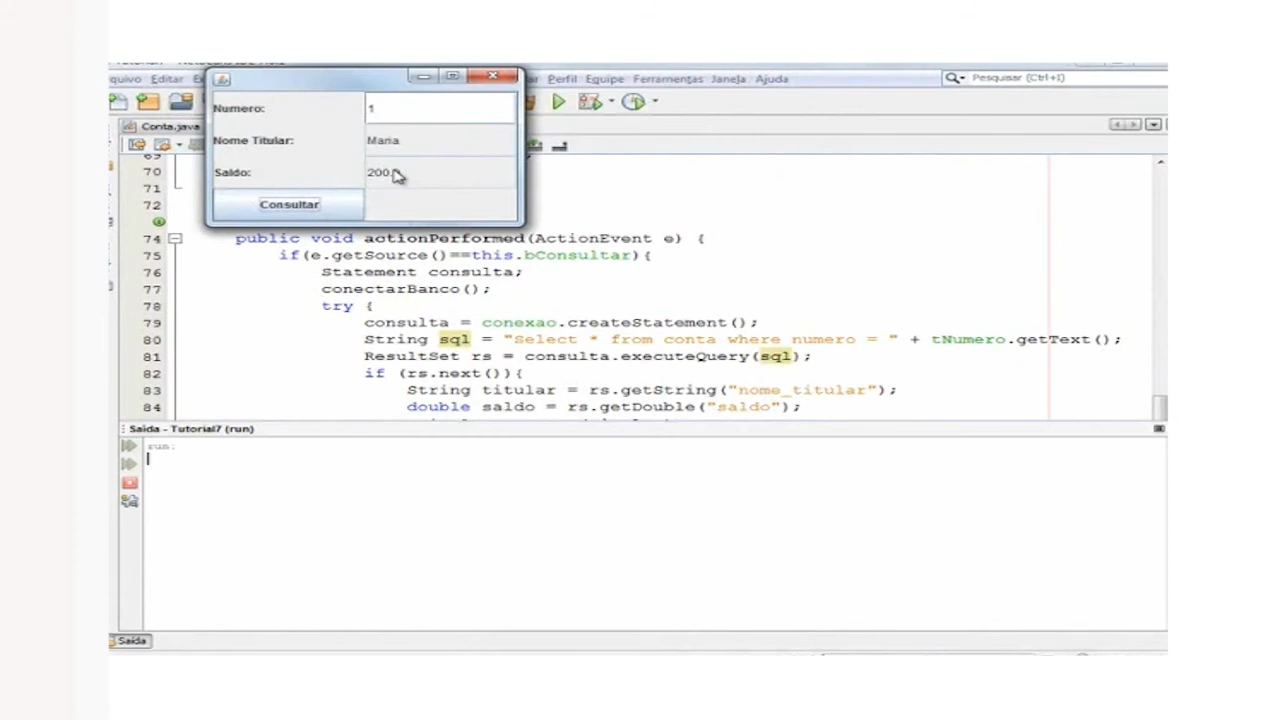 quivo Editar Perfil Equipe Ferramentas Janela Ajuda Pesquisar (Ctrl+I)
Conta.java
Numero: 1
Nome Titular: Maria
Saldo: 200.
Consultar
69
70
71
72
74 public void actionPerformed(ActionEvent e) {
75 if(e.getSource()==this.bConsultar){
76 Statement consulta;
77 conectarBanco();
78 try {
79 consulta = conexao.createStatement();
80 String sql = "Select * from conta where numero = " + tNumero.getText();
81 ResultSet rs = consulta.executeQuery(sql);
82 if (rs.next()){
83 String titular = rs.getString("nome_titular");
84 double saldo = rs.getDouble("saldo");
Saída - Tutorial7 (run)
run:
Saída